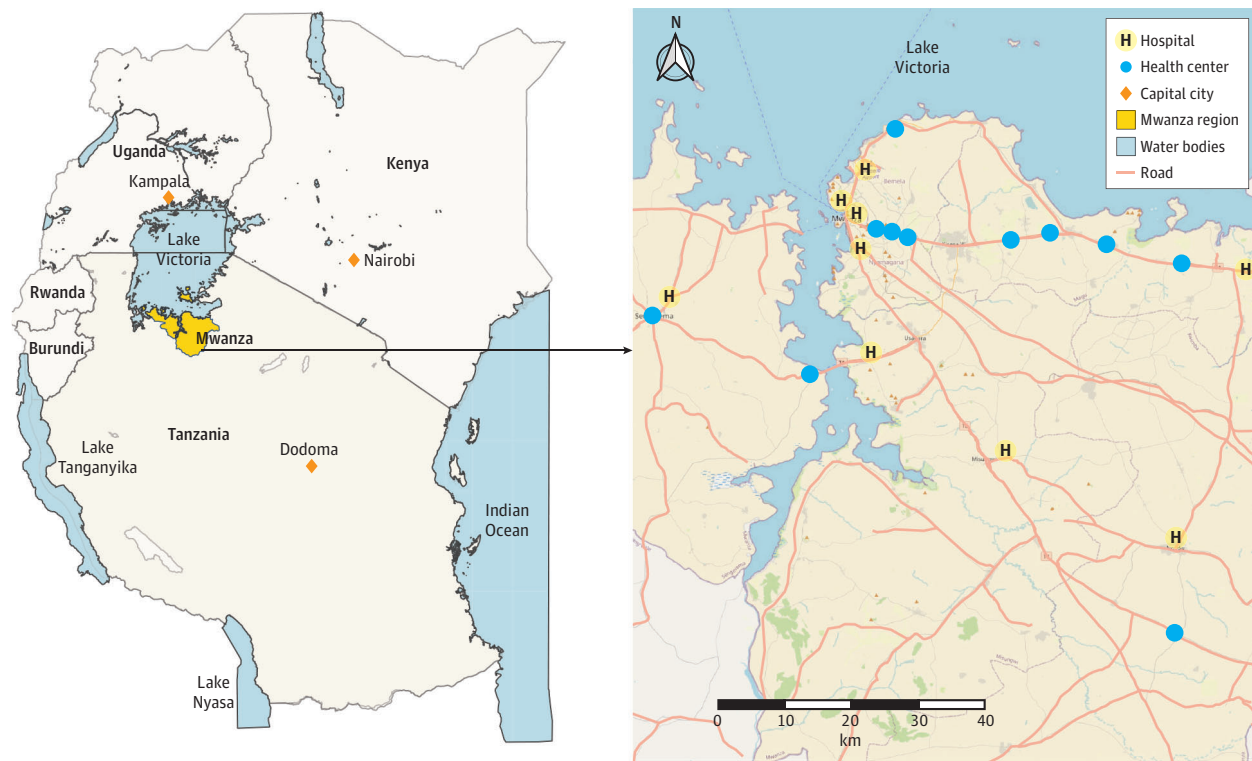 Uganda
Kampala
Kenya
Lake
Victoria
Nairobi
Rwanda
Burundi
Mwanza
Lake
Tanganyika
Tanzania
Dodoma
Indian
Ocean
Lake
Nyasa
N
Lake
Victoria
H Hospital
Health center
Capital city
Mwanza region
Water bodies
Road
H
H
H
H
H
H
H
H
H
0 10 20 30 40
km